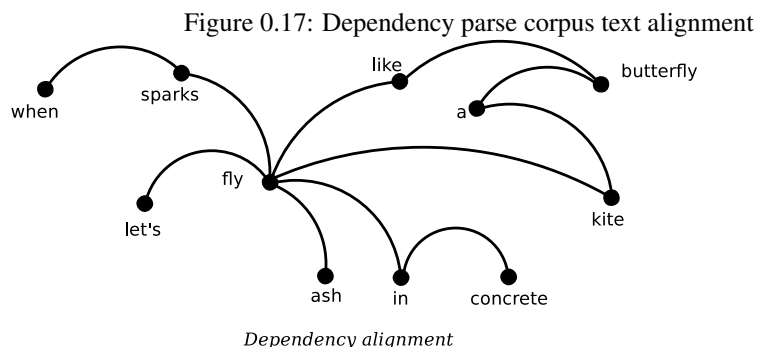 Figure 0.17: Dependency parse corpus text alignment
like
butterfly
sparks
when
a
fly
let's
kite
ash
in
concrete
Dependency alignment